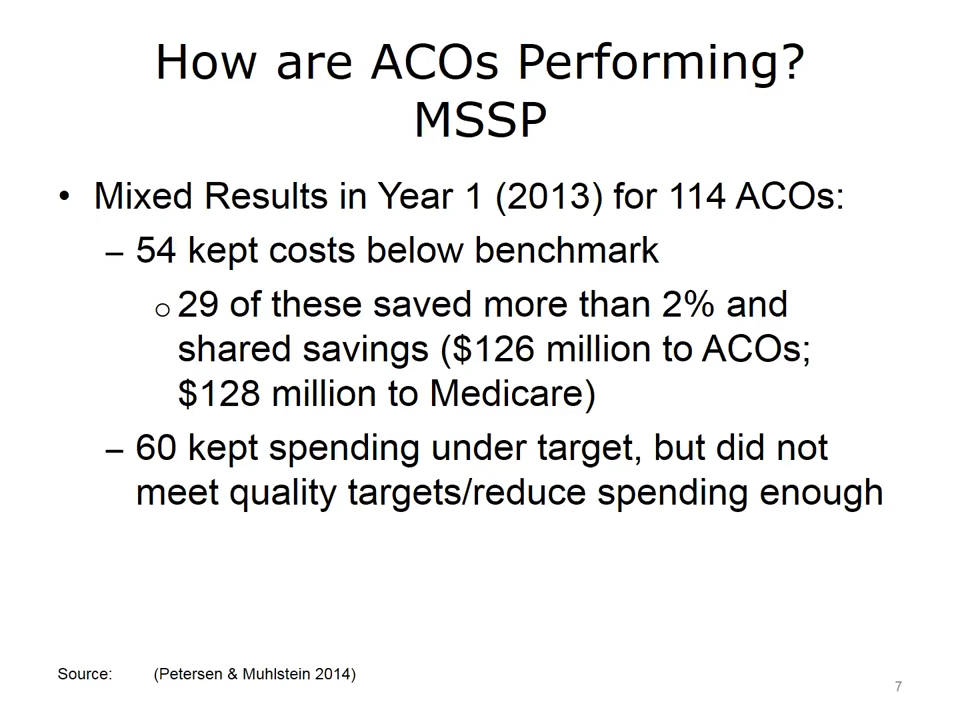 How are ACOs Performing?
MSSP
• Mixed Results in Year 1 (2013) for 114 ACOs:
– 54 kept costs below benchmark
o 29 of these saved more than 2% and
shared savings ($126 million to ACOs;
$128 million to Medicare)
– 60 kept spending under target, but did not
meet quality targets/reduce spending enough
Source: (Petersen & Muhlstein 2014)
7